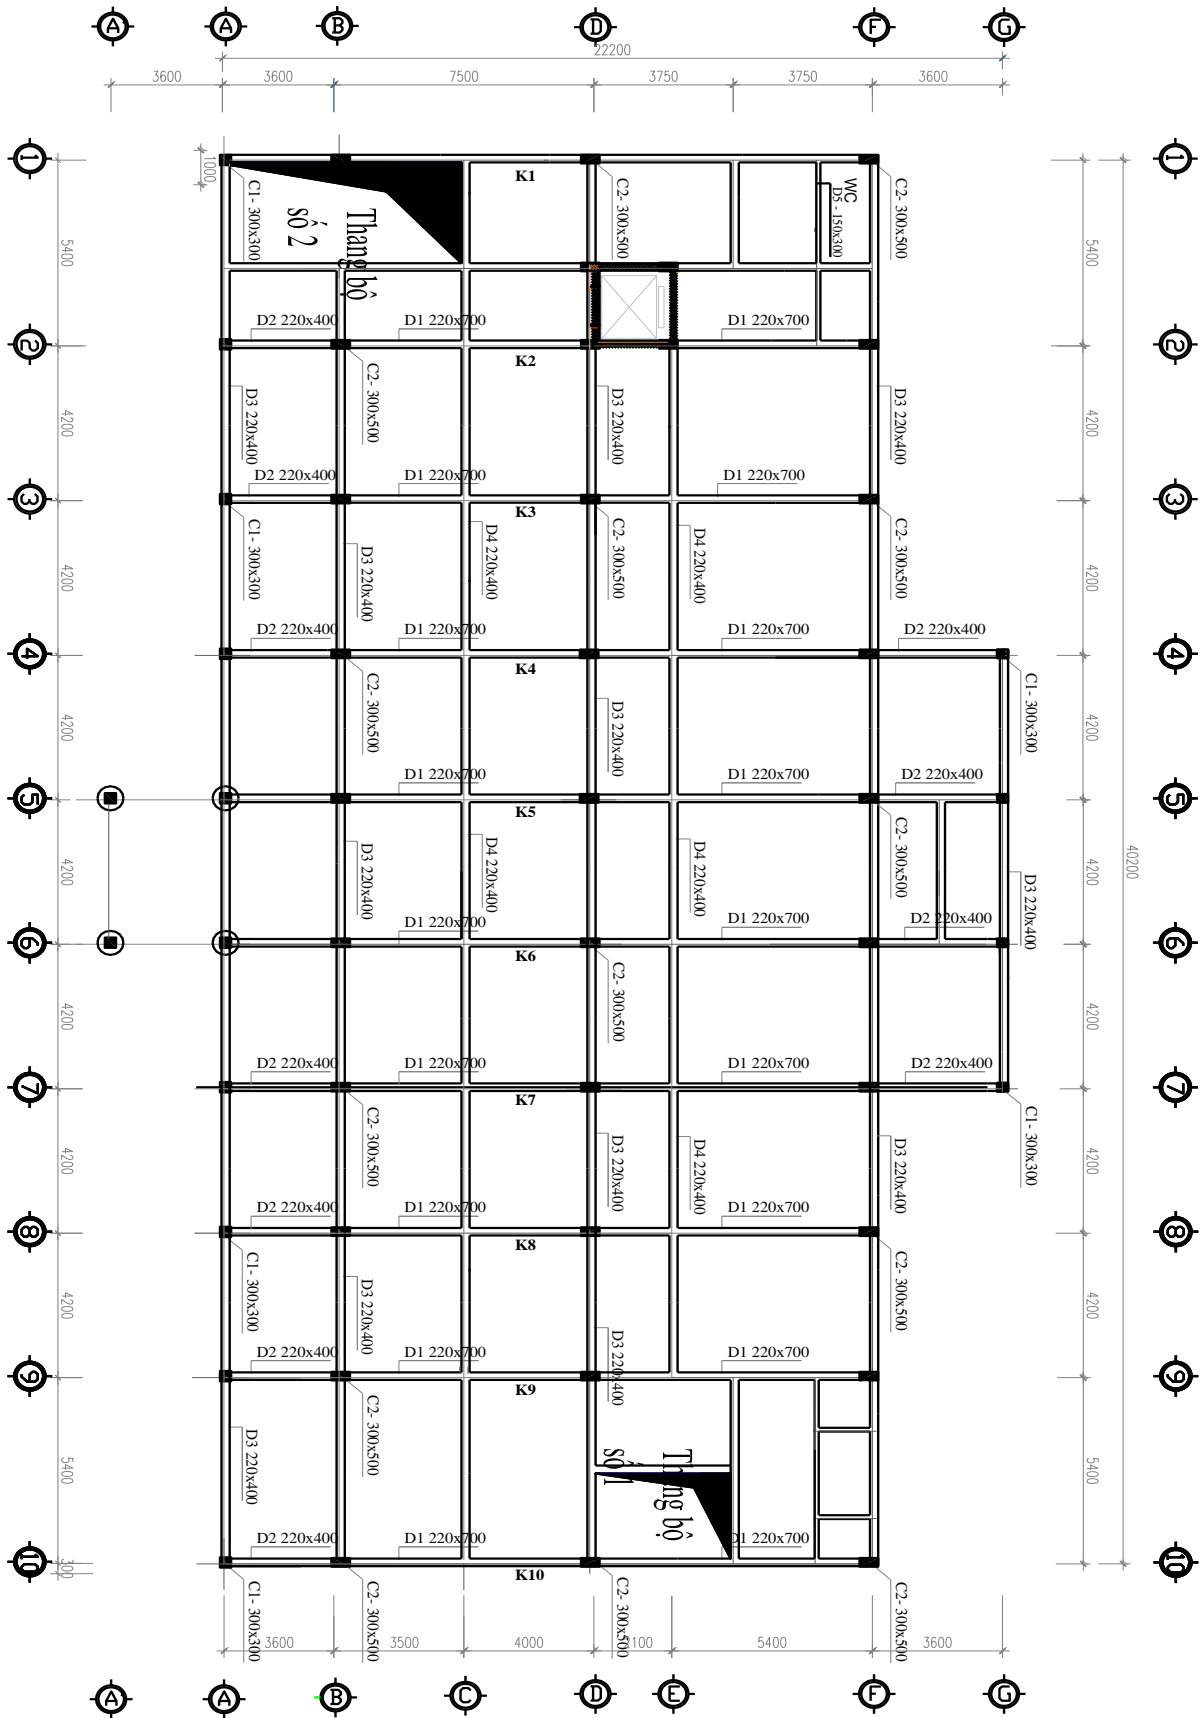 A A B D F G
22200
3600 3600 7500 3750 3750 3600
1 1
1000
K1
C1- 300x300
Thang bộ
số 2
C2- 300x500
WC
D5 - 150x300
C2- 300x500
5400 5400
D2 220x400 D1 220x700 D1 220x700
2 2
K2
D3 220x400
C2- 300x500
D3 220x400
D3 220x400
4200 4200
D2 220x400 D1 220x700 D1 220x700
3 3
K3
C1- 300x300
D3 220x400
D4 220x400
C2- 300x500
D4 220x400
C2- 300x500
4200 4200
D2 220x400 D1 220x700 D1 220x700 D2 220x400
4 4
K4
C2- 300x500
D3 220x400
C1- 300x300
4200 4200
D1 220x700 D1 220x700 D2 220x400
5 5
K5
D3 220x400
D4 220x400
D4 220x400
C2- 300x500
D3 220x400
4200 4200
40200
D1 220x700 D1 220x700 D2 220x400
6 6
K6
C2- 300x500
4200 4200
D2 220x400 D1 220x700 D1 220x700 D2 220x400
7 7
K7
C2- 300x500
D3 220x400
D4 220x400
D3 220x400
C1- 300x300
4200 4200
D2 220x400 D1 220x700 D1 220x700
8 8
K8
C1- 300x300
D3 220x400
D3 220x400
C2- 300x500
4200 4200
D2 220x400 D1 220x700 D1 220x700
9 9
K9
D3 220x400
C2- 300x500
Thang bộ
số 1
5400 5400
D2 220x400 D1 220x700 D1 220x700
10 10
300
K10
C1- 300x300
C2- 300x500
C2- 300x500
C2- 300x500
3600 3500 4000 2100 5400 3600
A A B C D E F G